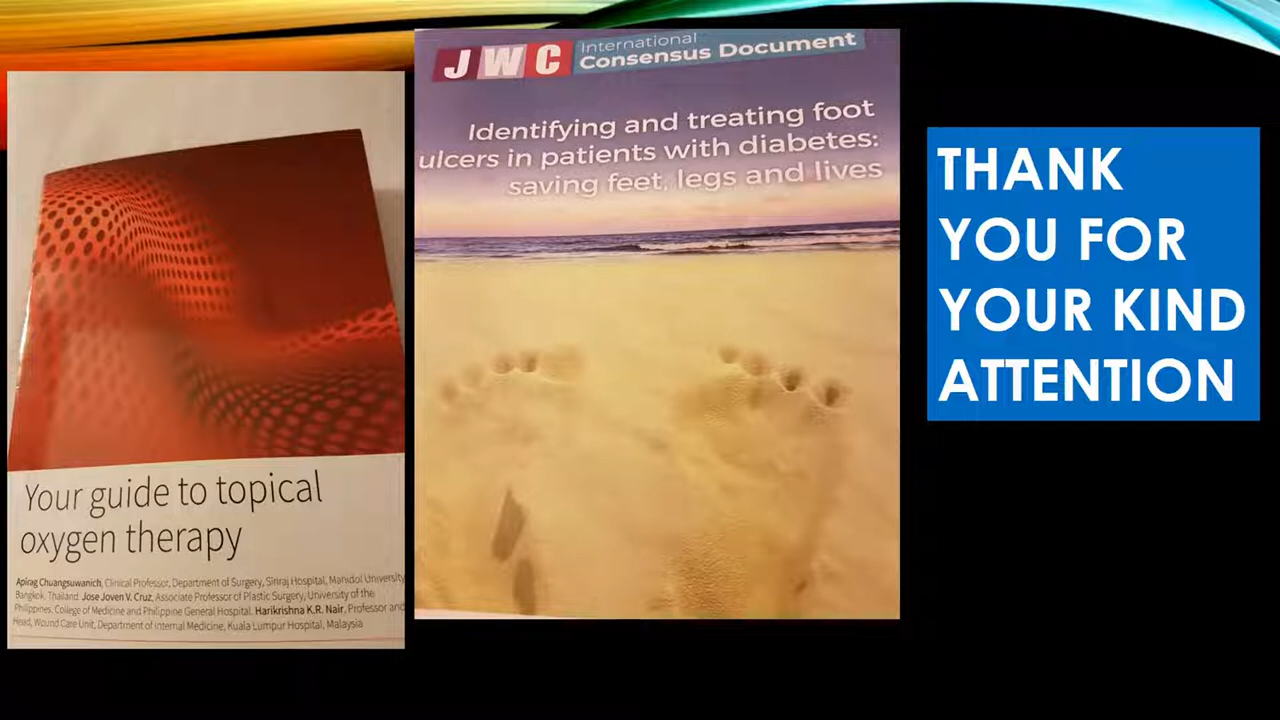 Your guide to topical
oxygen therapy
Apirag Chuangsuwanich, Clinical Professor, Department of Surgery, Siriraj Hospital, Mahidol University
Bangkok, Thailand. Jose Joven V. Cruz, Associate Professor of Plastic Surgery, University of the
Philippines, College of Medicine and Philippine General Hospital. Harikrishna K.R. Nair, Professor and
Head, Wound Care Unit, Department of Internal Medicine, Kuala Lumpur Hospital, Malaysia
JWC International
Consensus Document
Identifying and treating foot
ulcers in patients with diabetes:
saving feet, legs and lives
THANK
YOU FOR
YOUR KIND
ATTENTION